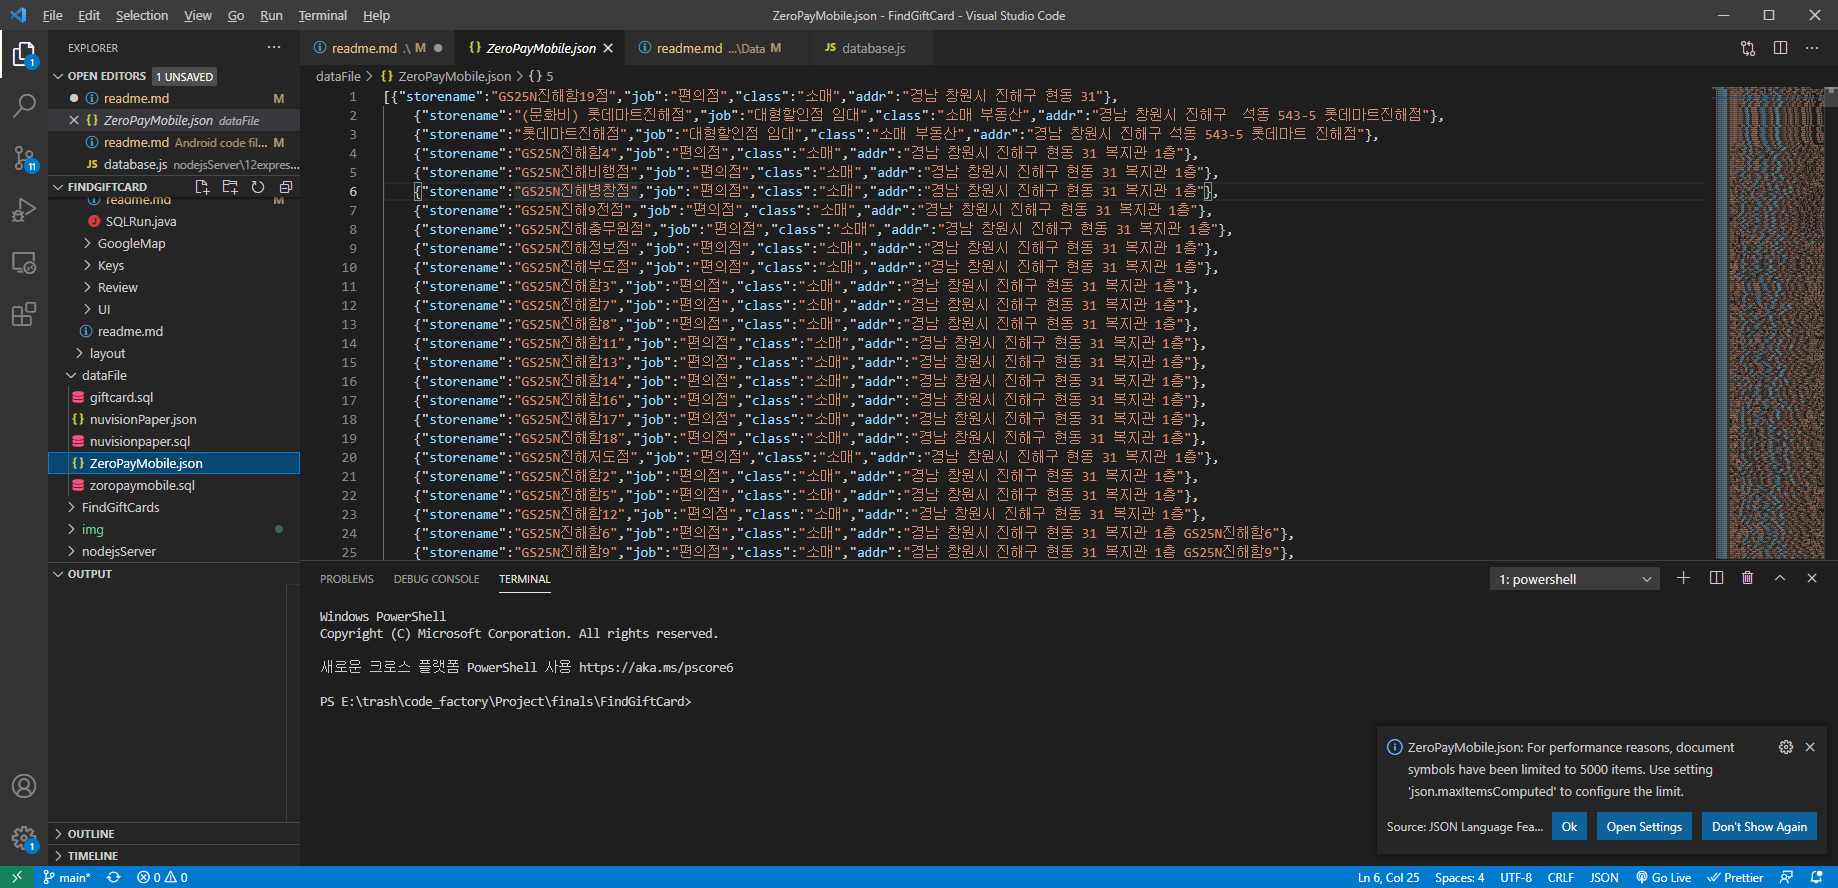 File Edit Selection View Go Run Terminal Help
ZeroPayMobile.json - FindGiftCard - Visual Studio Code
EXPLORER
OPEN EDITORS 1 UNSAVED
readme.md M
ZeroPayMobile.json dataFile
readme.md Android code fil... M
database.js nodejsServer\12expres...
FINDGIFTCARD
readme.md M
SQLRun.java
GoogleMap
Keys
Review
UI
readme.md
layout
dataFile
giftcard.sql
nuvisionPaper.json
nuvisionpaper.sql
ZeroPayMobile.json
zoropaymobile.sql
FindGiftCards
img
nodejsServer
OUTPUT
OUTLINE
TIMELINE
readme.md .\ M
ZeroPayMobile.json
readme.md ...\Data M
database.js
dataFile > {} ZeroPayMobile.json > {} 5
1 [{"storename":"GS25N진해함19점","job":"편의점","class":"소매","addr":"경남 창원시 진해구 현동 31"},
2 {"storename":"(문화비) 롯데마트진해점","job":"대형할인점 임대","class":"소매 부동산","addr":"경남 창원시 진해구  석동 543-5 롯데마트진해점"},
3 {"storename":"롯데마트진해점","job":"대형할인점 임대","class":"소매 부동산","addr":"경남 창원시 진해구 석동 543-5 롯데마트 진해점"},
4 {"storename":"GS25N진해함4","job":"편의점","class":"소매","addr":"경남 창원시 진해구 현동 31 복지관 1층"},
5 {"storename":"GS25N진해비행점","job":"편의점","class":"소매","addr":"경남 창원시 진해구 현동 31 복지관 1층"},
6 {"storename":"GS25N진해병창점","job":"편의점","class":"소매","addr":"경남 창원시 진해구 현동 31 복지관 1층"},
7 {"storename":"GS25N진해9전점","job":"편의점","class":"소매","addr":"경남 창원시 진해구 현동 31 복지관 1층"},
8 {"storename":"GS25N진해충무원점","job":"편의점","class":"소매","addr":"경남 창원시 진해구 현동 31 복지관 1층"},
9 {"storename":"GS25N진해정보점","job":"편의점","class":"소매","addr":"경남 창원시 진해구 현동 31 복지관 1층"},
10 {"storename":"GS25N진해부도점","job":"편의점","class":"소매","addr":"경남 창원시 진해구 현동 31 복지관 1층"},
11 {"storename":"GS25N진해함3","job":"편의점","class":"소매","addr":"경남 창원시 진해구 현동 31 복지관 1층"},
12 {"storename":"GS25N진해함7","job":"편의점","class":"소매","addr":"경남 창원시 진해구 현동 31 복지관 1층"},
13 {"storename":"GS25N진해함8","job":"편의점","class":"소매","addr":"경남 창원시 진해구 현동 31 복지관 1층"},
14 {"storename":"GS25N진해함11","job":"편의점","class":"소매","addr":"경남 창원시 진해구 현동 31 복지관 1층"},
15 {"storename":"GS25N진해함13","job":"편의점","class":"소매","addr":"경남 창원시 진해구 현동 31 복지관 1층"},
16 {"storename":"GS25N진해함14","job":"편의점","class":"소매","addr":"경남 창원시 진해구 현동 31 복지관 1층"},
17 {"storename":"GS25N진해함16","job":"편의점","class":"소매","addr":"경남 창원시 진해구 현동 31 복지관 1층"},
18 {"storename":"GS25N진해함17","job":"편의점","class":"소매","addr":"경남 창원시 진해구 현동 31 복지관 1층"},
19 {"storename":"GS25N진해함18","job":"편의점","class":"소매","addr":"경남 창원시 진해구 현동 31 복지관 1층"},
20 {"storename":"GS25N진해저도점","job":"편의점","class":"소매","addr":"경남 창원시 진해구 현동 31 복지관 1층"},
21 {"storename":"GS25N진해함2","job":"편의점","class":"소매","addr":"경남 창원시 진해구 현동 31 복지관 1층"},
22 {"storename":"GS25N진해함5","job":"편의점","class":"소매","addr":"경남 창원시 진해구 현동 31 복지관 1층"},
23 {"storename":"GS25N진해함12","job":"편의점","class":"소매","addr":"경남 창원시 진해구 현동 31 복지관 1층"},
24 {"storename":"GS25N진해함6","job":"편의점","class":"소매","addr":"경남 창원시 진해구 현동 31 복지관 1층 GS25N진해함6"},
25 {"storename":"GS25N진해함9","job":"편의점","class":"소매","addr":"경남 창원시 진해구 현동 31 복지관 1층 GS25N진해함9"},
PROBLEMS DEBUG CONSOLE TERMINAL 1: powershell
Windows PowerShell
Copyright (C) Microsoft Corporation. All rights reserved.
새로운 크로스 플랫폼 PowerShell 사용 https://aka.ms/pscore6
PS E:\trash\code_factory\Project\finals\FindGiftCard>
ZeroPayMobile.json: For performance reasons, document
symbols have been limited to 5000 items. Use setting
'json.maxItemsComputed' to configure the limit.
Source: JSON Language Fea... Ok Open Settings Don't Show Again
main* 0 0 Ln 6, Col 25 Spaces: 4 UTF-8 CRLF JSON Go Live Prettier